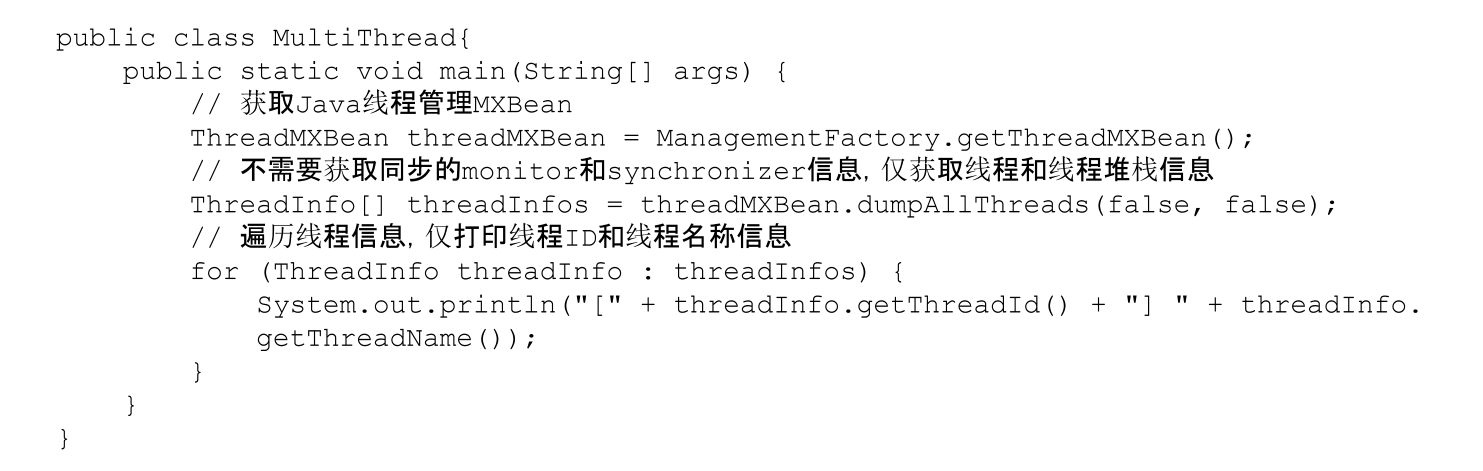 public class MultiThread{
    public static void main(String[] args) {
        // 获取Java线程管理MXBean
        ThreadMXBean threadMXBean = ManagementFactory.getThreadMXBean();
        // 不需要获取同步的monitor和synchronizer信息,仅获取线程和线程堆栈信息
        ThreadInfo[] threadInfos = threadMXBean.dumpAllThreads(false, false);
        // 遍历线程信息,仅打印线程ID和线程名称信息
        for (ThreadInfo threadInfo : threadInfos) {
            System.out.println("[" + threadInfo.getThreadId() + "] " + threadInfo.
            getThreadName());
        }
    }
}